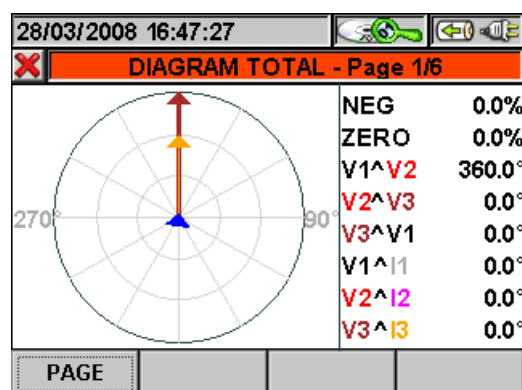 28/03/2008 16:47:27
DIAGRAM TOTAL - Page 1/6
NEG 0.0%
ZERO 0.0%
V1^V2 360.0°
V2^V3 0.0°
V3^V1 0.0°
V1^I1 0.0°
V2^I2 0.0°
V3^I3 0.0°
270° 90°
PAGE